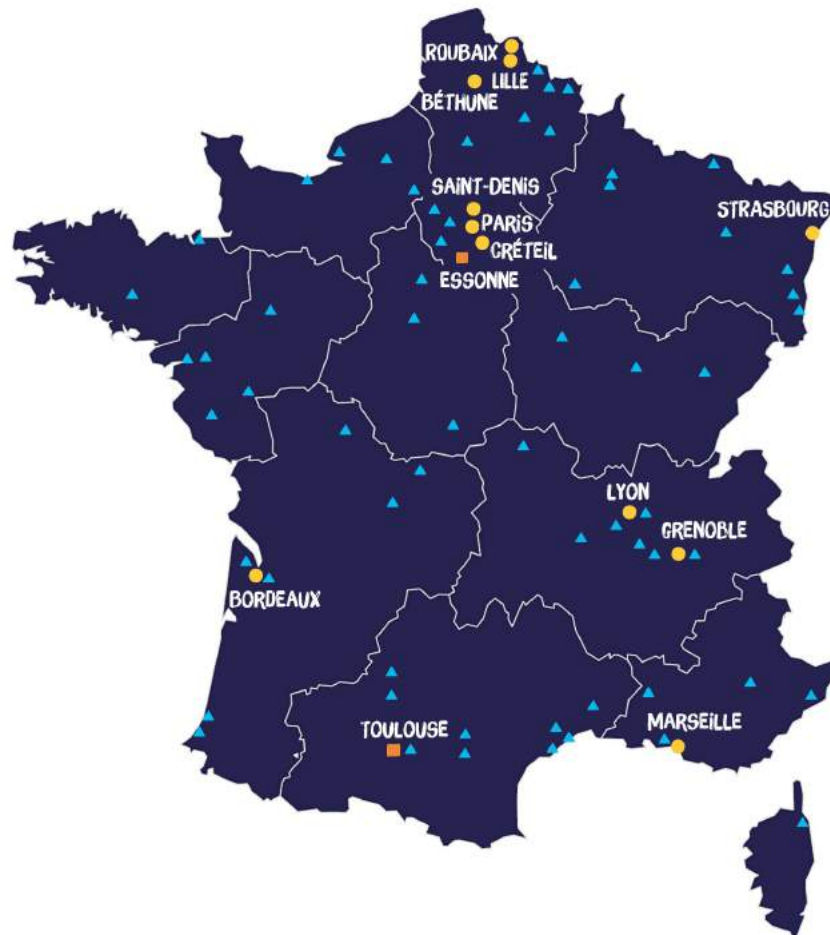 ROUBAIX
LILLE
BÉTHUNE
SAINT-DENIS
PARIS
CRÉTEIL
ESSONNE
STRASBOURG
LYON
GRENOBLE
BORDEAUX
TOULOUSE
MARSEILLE